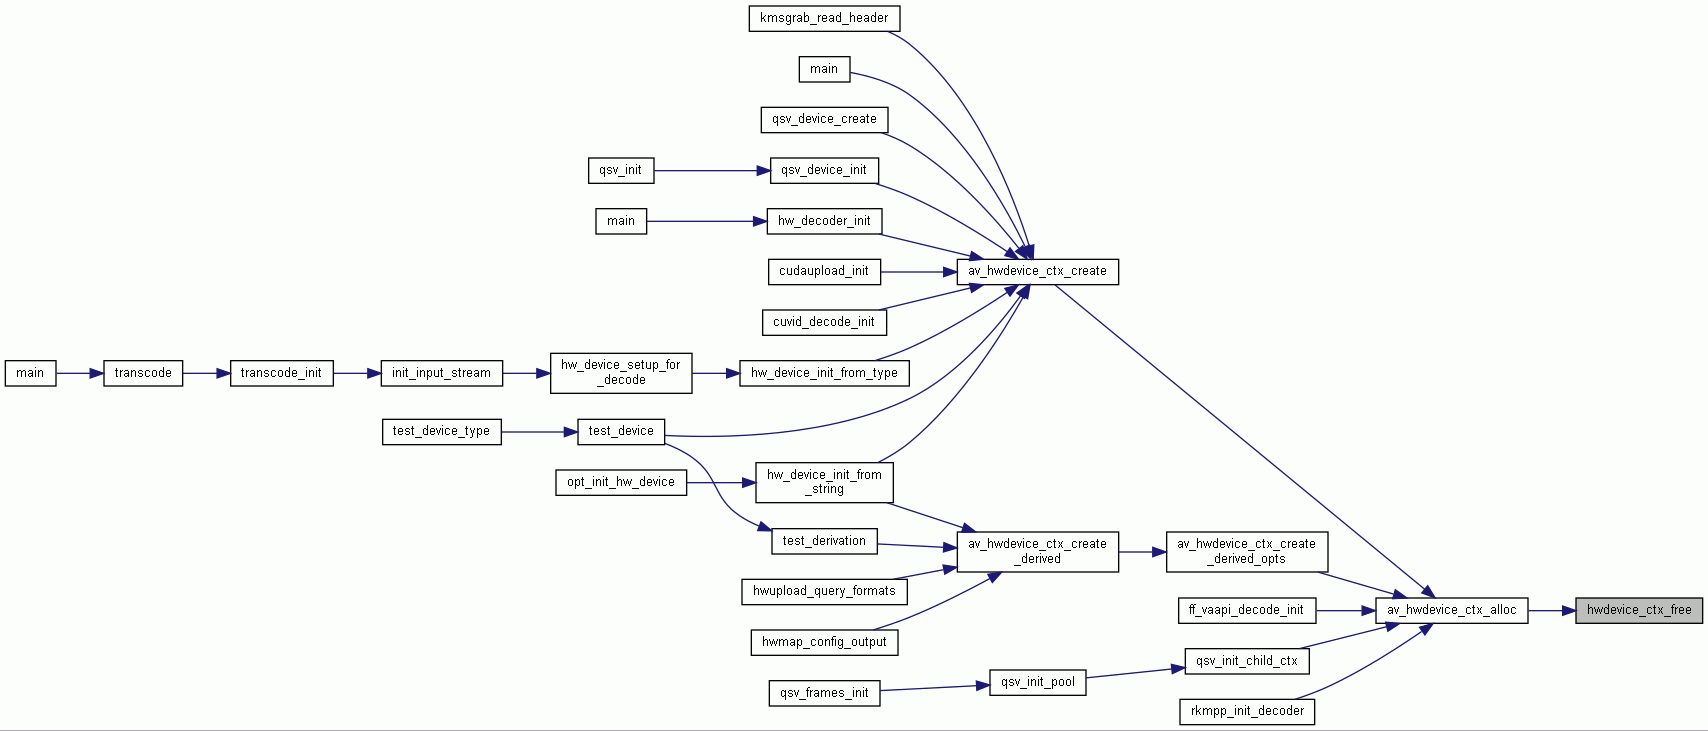 kmsgrab_read_header
main
qsv_device_create
qsv_init
qsv_device_init
main
hw_decoder_init
cudaupload_init
av_hwdevice_ctx_create
cuvid_decode_init
main
transcode
transcode_init
init_input_stream
hw_device_setup_for
_decode
hw_device_init_from_type
test_device_type
test_device
opt_init_hw_device
hw_device_init_from
_string
test_derivation
av_hwdevice_ctx_create
_derived
av_hwdevice_ctx_create
_derived_opts
hwupload_query_formats
ff_vaapi_decode_init
av_hwdevice_ctx_alloc
hwdevice_ctx_free
hwmap_config_output
qsv_init_child_ctx
qsv_frames_init
qsv_init_pool
rkmpp_init_decoder